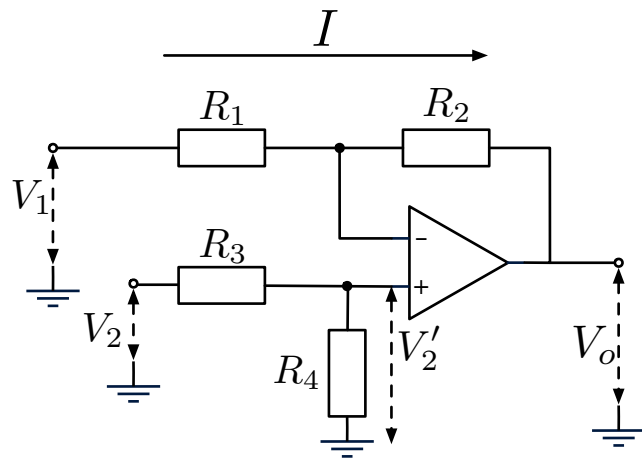 I
R₁
R₂
V₁
−
R₃
+
V₂
V₂′
Vₒ
R₄